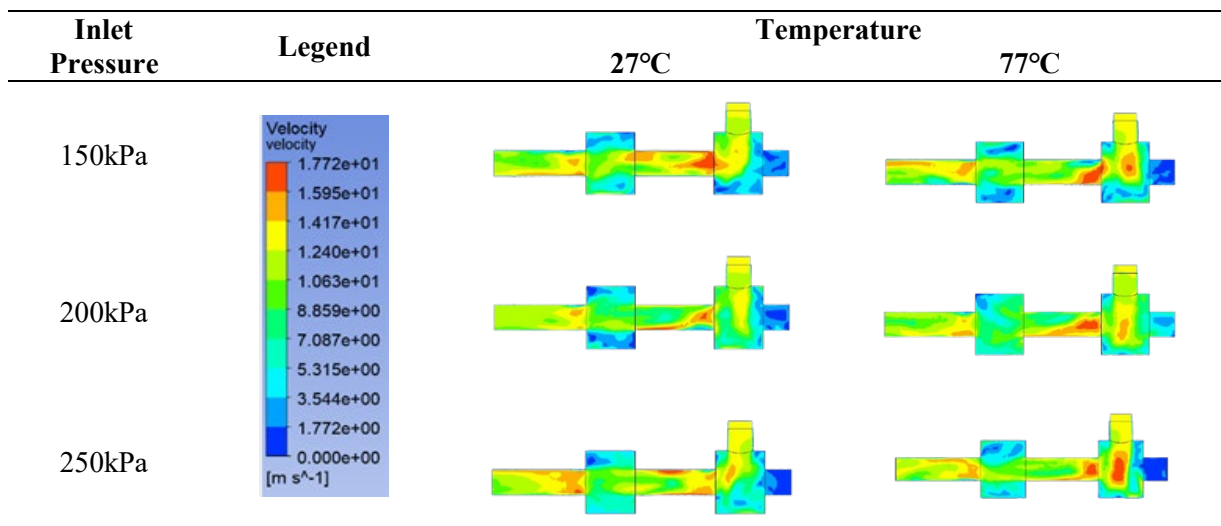 Inlet
Pressure
Legend
Temperature
27°C
77°C
150kPa
Velocity
velocity
1.772e+01
1.595e+01
1.417e+01
1.240e+01
1.063e+01
8.859e+00
7.087e+00
5.315e+00
3.544e+00
1.772e+00
0.000e+00
[m s^-1]
200kPa
250kPa